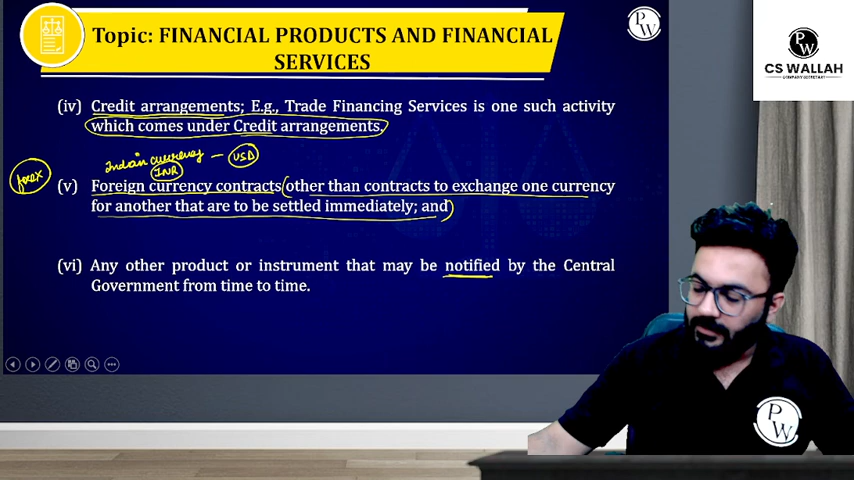 Topic: FINANCIAL PRODUCTS AND FINANCIAL
SERVICES
P
W
PW
CS WALLAH
COMPANY SECRETARY
(iv) Credit arrangements; E.g., Trade Financing Services is one such activity
which comes under Credit arrangements.
Indian currency – USD
INR
forex
(v) Foreign currency contracts (other than contracts to exchange one currency
for another that are to be settled immediately; and)
(vi) Any other product or instrument that may be notified by the Central
Government from time to time.
P
W